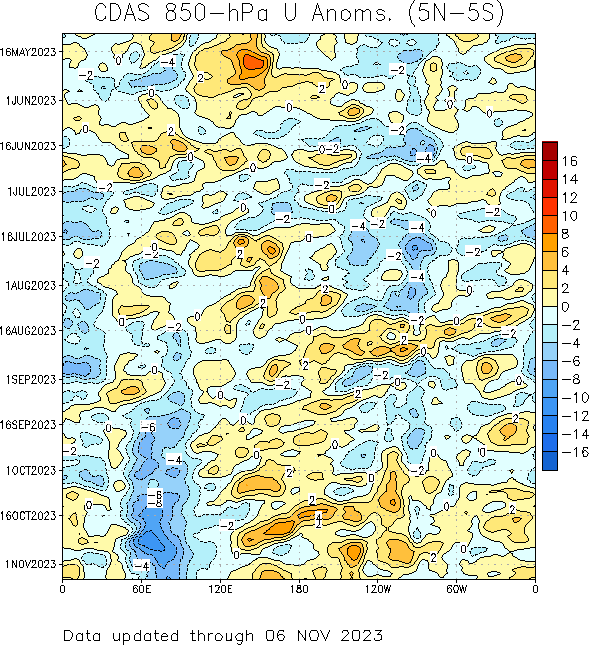 CDAS 850-hPa U Anoms. (5N-5S)
16MAY2023
1JUN2023
16JUN2023
1JUL2023
16JUL2023
1AUG2023
16AUG2023
1SEP2023
16SEP2023
1OCT2023
16OCT2023
1NOV2023
0 60E 120E 180 120W 60W 0
16
14
12
10
8
6
4
2
0
-2
-4
-6
-8
-10
-12
-14
-16
Data updated through 06 NOV 2023